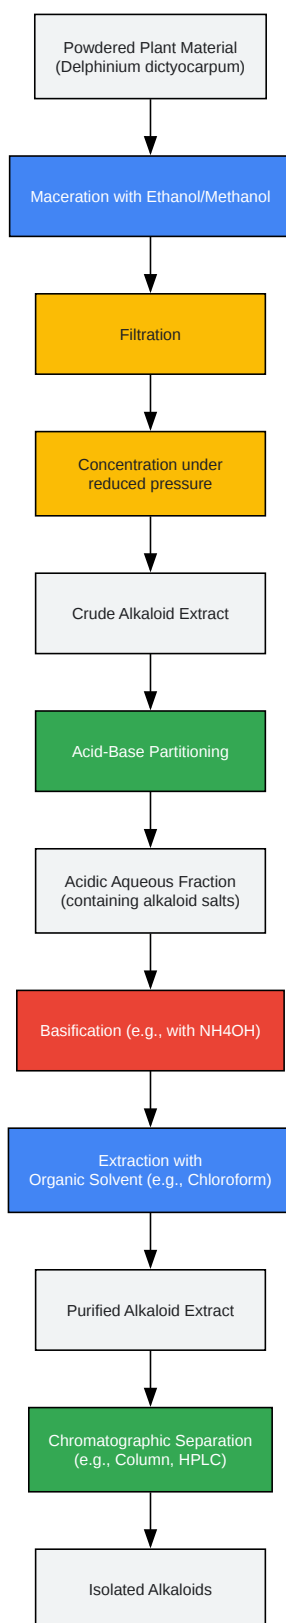 Powdered Plant Material
(Delphinium dictyocarpum)
Maceration with Ethanol/Methanol
Filtration
Concentration under
reduced pressure
Crude Alkaloid Extract
Acid-Base Partitioning
Acidic Aqueous Fraction
(containing alkaloid salts)
Basification (e.g., with NH4OH)
Extraction with
Organic Solvent (e.g., Chloroform)
Purified Alkaloid Extract
Chromatographic Separation
(e.g., Column, HPLC)
Isolated Alkaloids